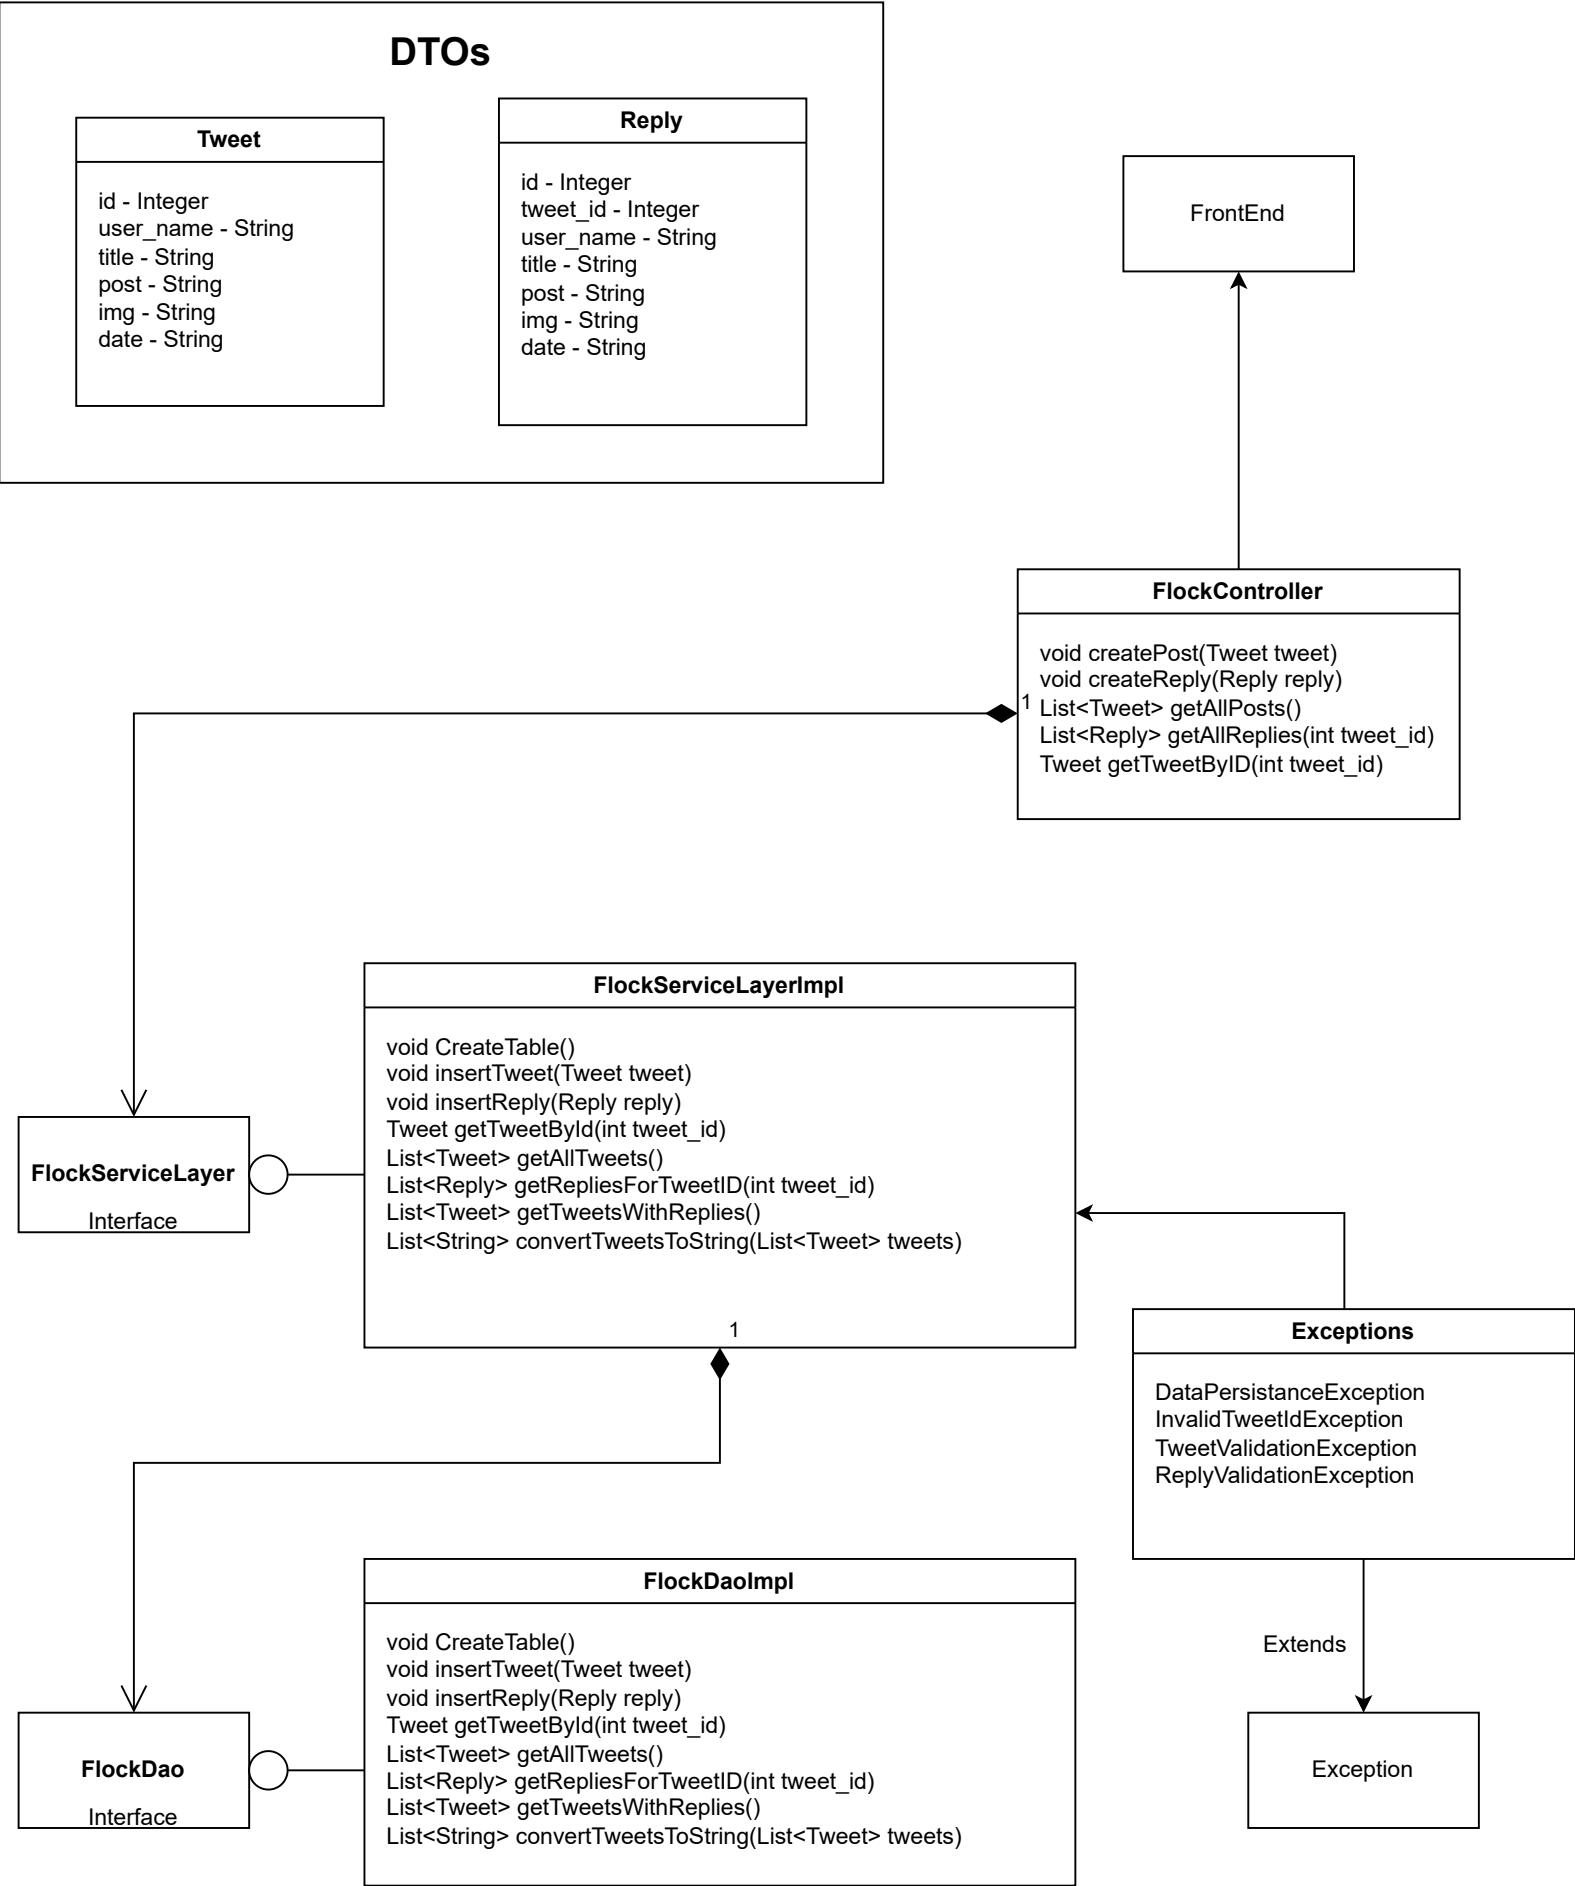 DTOs
Tweet
id - Integer
user_name - String
title - String
post - String
img - String
date - String
Reply
id - Integer
tweet_id - Integer
user_name - String
title - String
post - String
img - String
date - String
FrontEnd
FlockController
void createPost(Tweet tweet)
void createReply(Reply reply)
List<Tweet> getAllPosts()
List<Reply> getAllReplies(int tweet_id)
Tweet getTweetByID(int tweet_id)
1
FlockServiceLayerImpl
void CreateTable()
void insertTweet(Tweet tweet)
void insertReply(Reply reply)
Tweet getTweetById(int tweet_id)
List<Tweet> getAllTweets()
List<Reply> getRepliesForTweetID(int tweet_id)
List<Tweet> getTweetsWithReplies()
List<String> convertTweetsToString(List<Tweet> tweets)
1
FlockServiceLayer
Interface
Exceptions
DataPersistanceException
InvalidTweetIdException
TweetValidationException
ReplyValidationException
Extends
Exception
FlockDaoImpl
void CreateTable()
void insertTweet(Tweet tweet)
void insertReply(Reply reply)
Tweet getTweetById(int tweet_id)
List<Tweet> getAllTweets()
List<Reply> getRepliesForTweetID(int tweet_id)
List<Tweet> getTweetsWithReplies()
List<String> convertTweetsToString(List<Tweet> tweets)
FlockDao
Interface